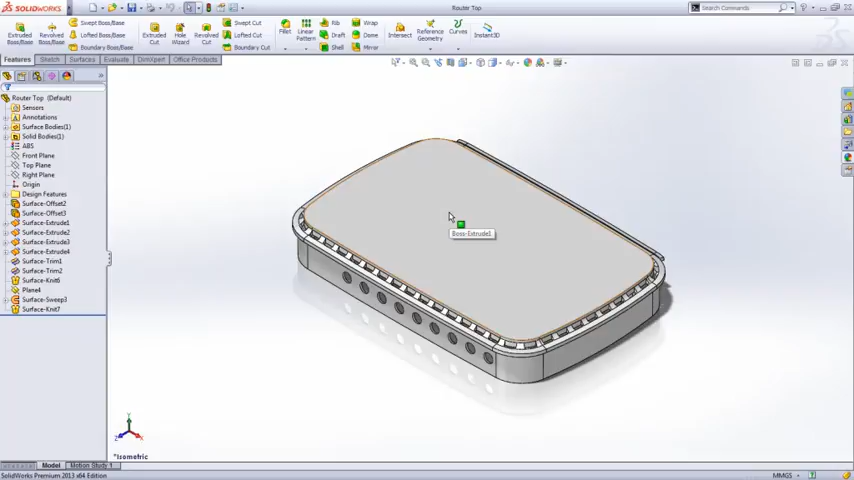 SOLIDWORKS
Router Top
Search Commands
Extruded Boss/Base
Revolved Boss/Base
Swept Boss/Base
Lofted Boss/Base
Boundary Boss/Base
Extruded Cut
Hole Wizard
Revolved Cut
Swept Cut
Lofted Cut
Boundary Cut
Fillet
Linear Pattern
Rib
Draft
Shell
Wrap
Dome
Mirror
Intersect
Reference Geometry
Curves
Instant3D
Features
Sketch
Surfaces
Evaluate
DimXpert
Office Products
Router Top (Default)
Sensors
Annotations
Surface Bodies(1)
Solid Bodies(1)
ABS
Front Plane
Top Plane
Right Plane
Origin
Design Features
Surface-Offset2
Surface-Offset3
Surface-Extrude1
Surface-Extrude2
Surface-Extrude3
Surface-Extrude4
Surface-Trim1
Surface-Trim2
Surface-Knit6
Plane4
Surface-Sweep3
Surface-Knit7
Boss-Extrude1
Y
X
Z
*Isometric
Model
Motion Study 1
SolidWorks Premium 2013 x64 Edition
MMGS